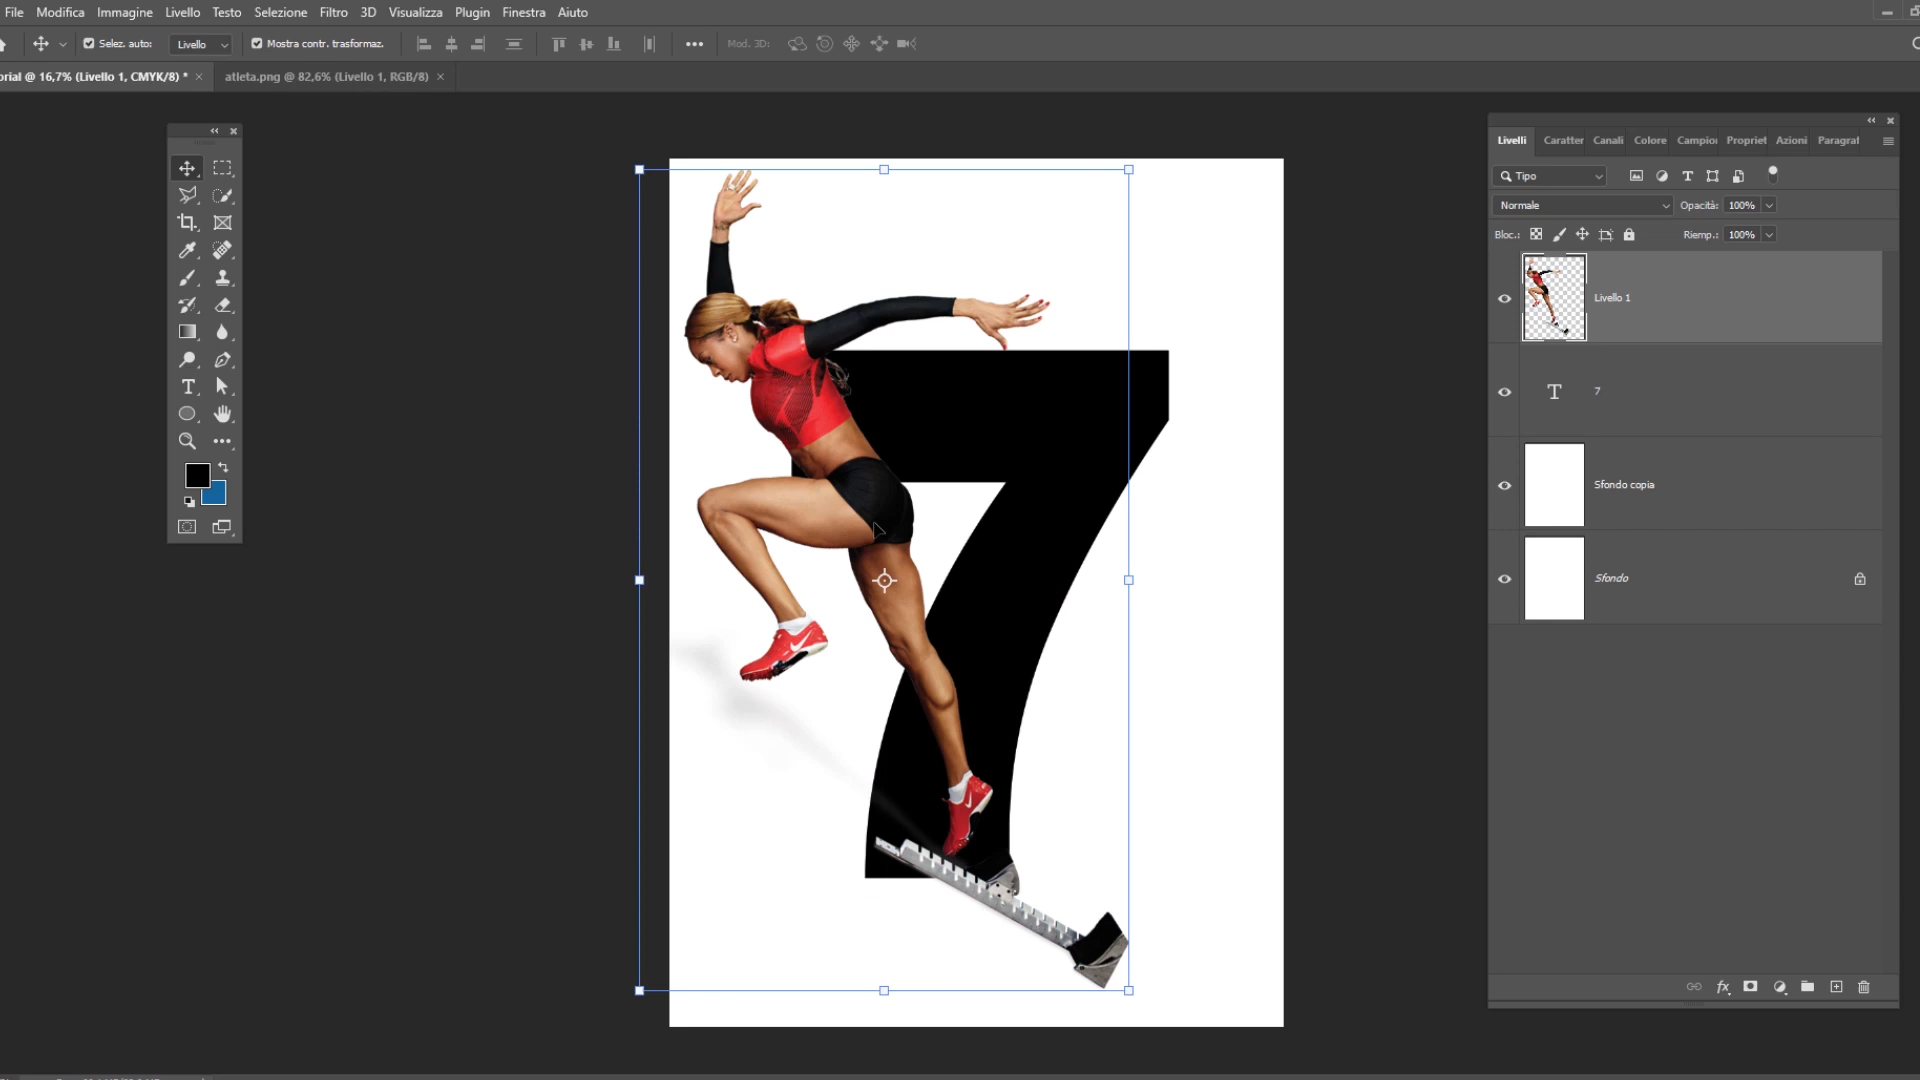 File Modifica Immagine Livello Testo Selezione Filtro 3D Visualizza Plugin Finestra Aiuto
Selez. auto: Livello Mostra contr. trasformaz. Mod. 3D:
orial @ 16,7% (Livello 1, CMYK/8) * × atleta.png @ 82,6% (Livello 1, RGB/8) ×
Livelli Caratter Canali Colore Campioi Propriet Azioni Paragraf
Tipo
Normale Opacità: 100%
Bloc.: Riemp.: 100%
Livello 1
T 7
Sfondo copia
Sfondo
7